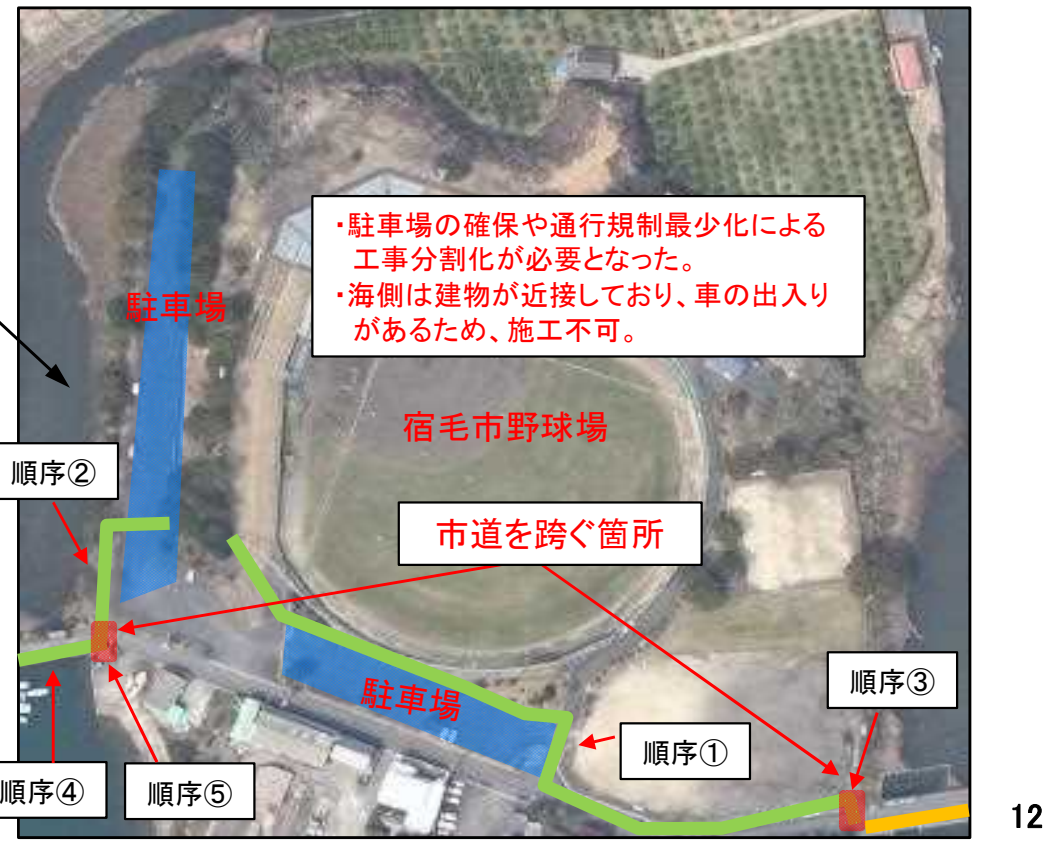 ・駐車場の確保や通行規制最少化による
工事分割化が必要となった。
・海側は建物が近接しており、車の出入り
があるため、施工不可。
駐車場
宿毛市野球場
順序②
市道を跨ぐ箇所
順序③
駐車場
順序①
順序④
順序⑤
12